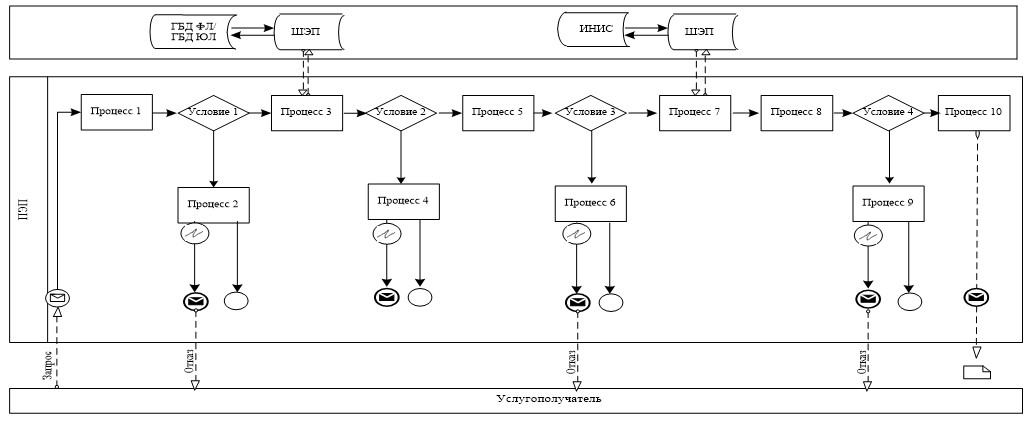 ГБД ФЛ/
ГБД ЮЛ
ШЭП
ИНИС
ШЭП
Процесс 1
Условие 1
Процесс 3
Условие 2
Процесс 5
Условие 3
Процесс 7
Процесс 8
Условие 4
Процесс 10
Процесс 2
Процесс 4
Процесс 6
Процесс 9
Запрос
Отказ
Отказ
Отказ
Услугополучатель